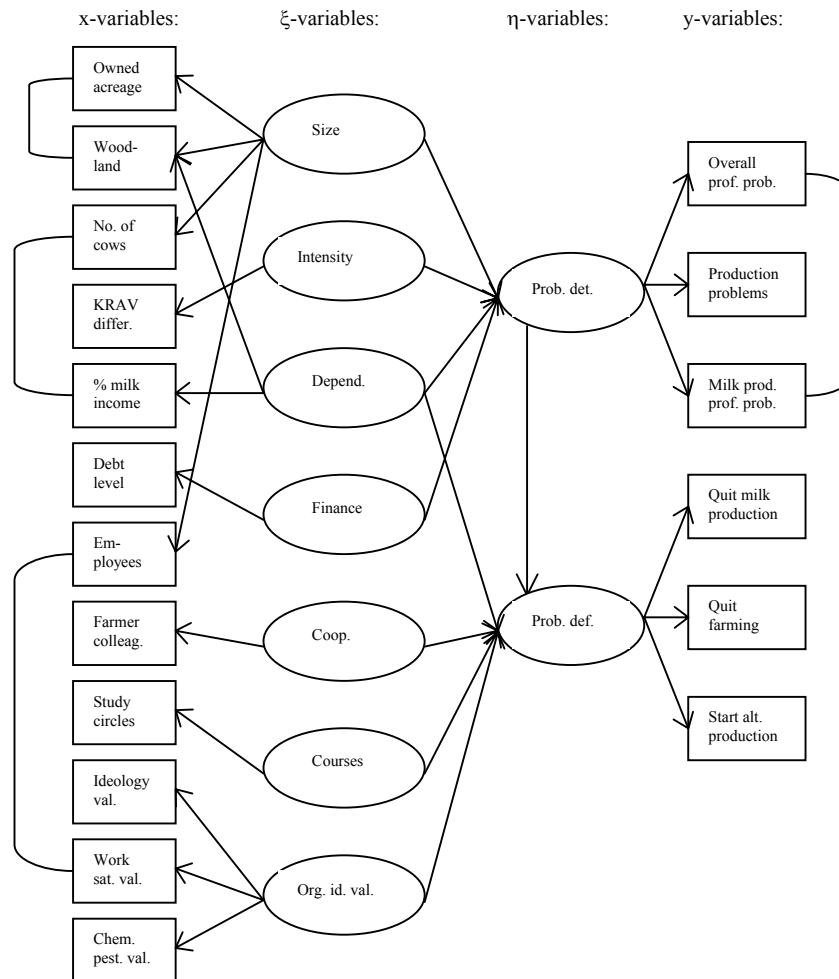 x-variables:
ξ-variables:
η-variables:
y-variables:
Owned
acreage
Wood-
land
No. of
cows
KRAV
differ.
% milk
income
Debt
level
Em-
ployees
Farmer
colleag.
Study
circles
Ideology
val.
Work
sat. val.
Chem.
pest. val.
Size
Intensity
Depend.
Finance
Coop.
Courses
Org. id. val.
Prob. det.
Prob. def.
Overall
prof. prob.
Production
problems
Milk prod.
prof. prob.
Quit milk
production
Quit
farming
Start alt.
production